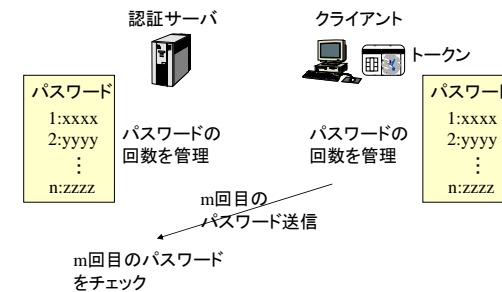 認証サーバ
クライアント
トークン
パスワード
1:xxxx
2:yyyy
⋮
n:zzzz
パスワードの
回数を管理
パスワードの
回数を管理
パスワード
1:xxxx
2:yyyy
⋮
n:zzzz
m回目の
パスワード送信
m回目のパスワード
をチェック